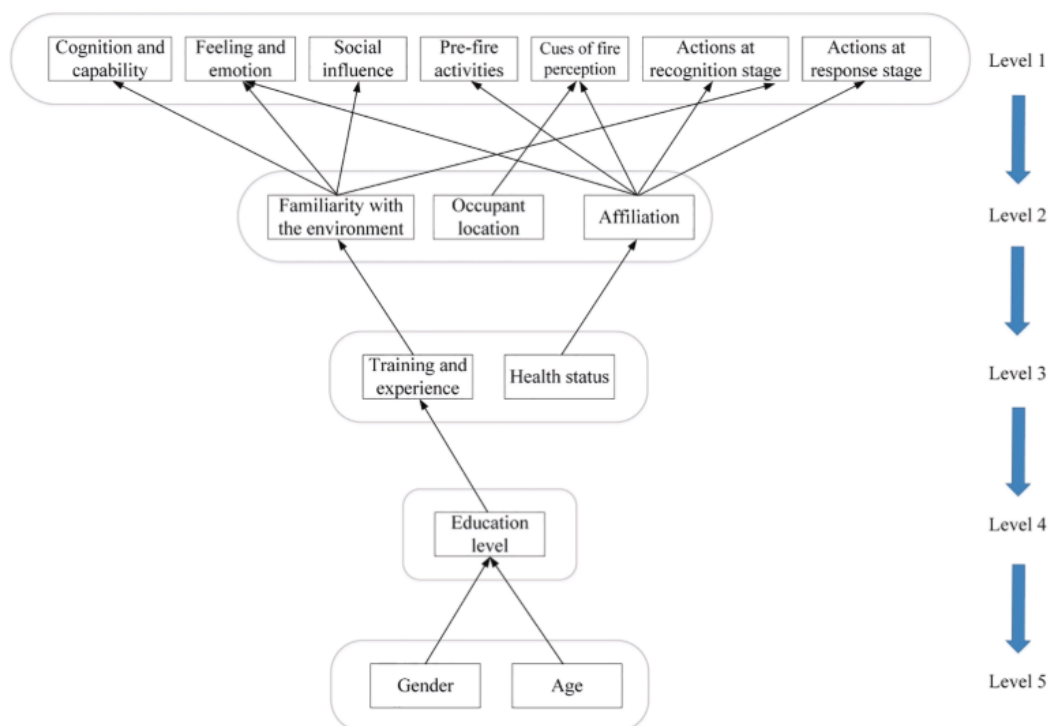 Cognition and
capability
Feeling and
emotion
Social
influence
Pre-fire
activities
Cues of fire
perception
Actions at
recognition stage
Actions at
response stage
Level 1
Familiarity with
the environment
Occupant
location
Affiliation
Level 2
Training and
experience
Health status
Level 3
Education
level
Level 4
Gender
Age
Level 5